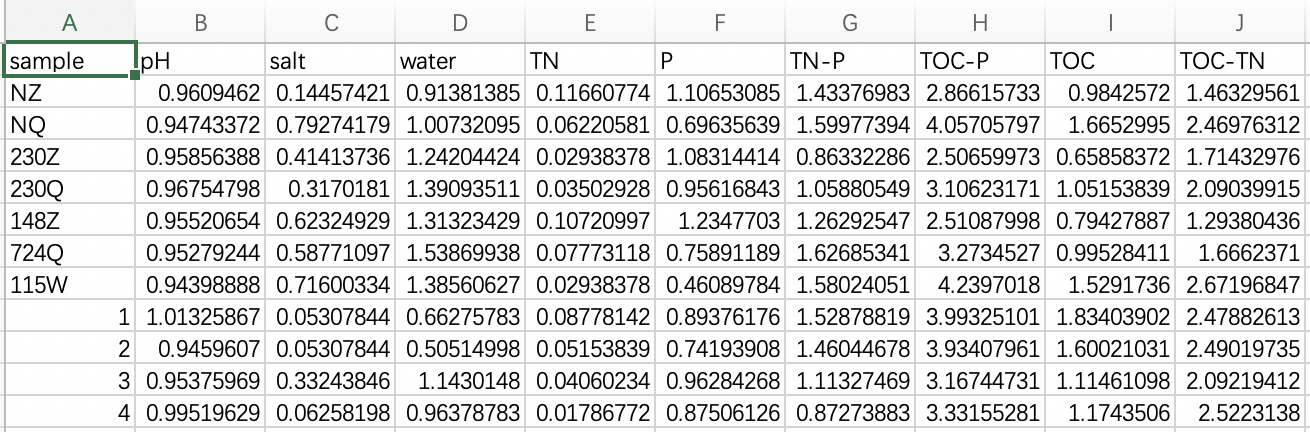 A B C D E F G H I J
sample pH salt water TN P TN-P TOC-P TOC TOC-TN
NZ 0.9609462 0.14457421 0.91381385 0.11660774 1.10653085 1.43376983 2.86615733 0.9842572 1.46329561
NQ 0.94743372 0.79274179 1.00732095 0.06220581 0.69635639 1.59977394 4.05705797 1.6652995 2.46976312
230Z 0.95856388 0.41413736 1.24204424 0.02938378 1.08314414 0.86332286 2.50659973 0.65858372 1.71432976
230Q 0.96754798 0.3170181 1.39093511 0.03502928 0.95616843 1.05880549 3.10623171 1.05153839 2.09039915
148Z 0.95520654 0.62324929 1.31323429 0.10720997 1.2347703 1.26292547 2.51087998 0.79427887 1.29380436
724Q 0.95279244 0.58771097 1.53869938 0.07773118 0.75891189 1.62685341 3.2734527 0.99528411 1.6662371
115W 0.94398888 0.71600334 1.38560627 0.02938378 0.46089784 1.58024051 4.2397018 1.5291736 2.67196847
1 1.01325867 0.05307844 0.66275783 0.08778142 0.89376176 1.52878819 3.99325101 1.83403902 2.47882613
2 0.9459607 0.05307844 0.50514998 0.05153839 0.74193908 1.46044678 3.93407961 1.60021031 2.49019735
3 0.95375969 0.33243846 1.1430148 0.04060234 0.96284268 1.11327469 3.16744731 1.11461098 2.09219412
4 0.99519629 0.06258198 0.96378783 0.01786772 0.87506126 0.87273883 3.33155281 1.1743506 2.5223138